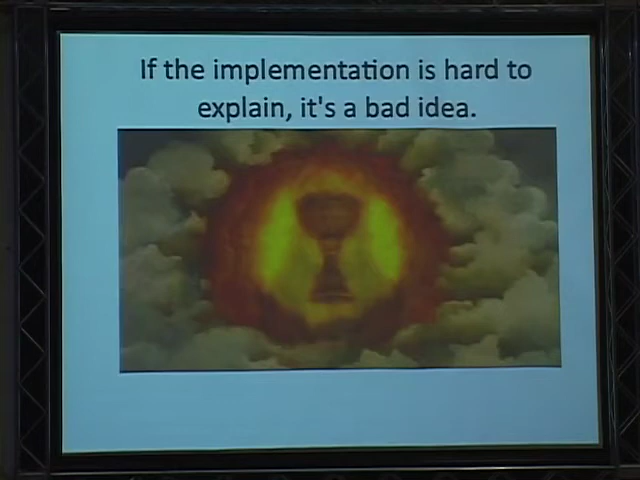 If the implementation is hard to
explain, it's a bad idea.